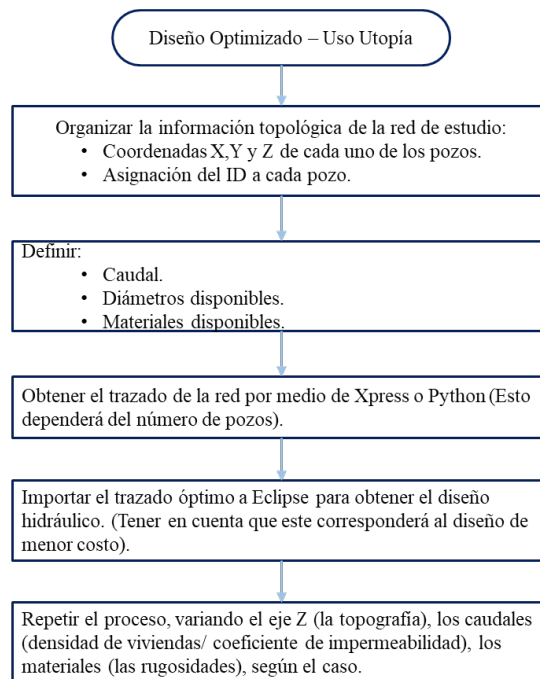 Diseño Optimizado – Uso Utopía
Organizar la información topológica de la red de estudio:
• Coordenadas X,Y y Z de cada uno de los pozos.
• Asignación del ID a cada pozo.
Definir:
• Caudal.
• Diámetros disponibles.
• Materiales disponibles.
Obtener el trazado de la red por medio de Xpress o Python (Esto
dependerá del número de pozos).
Importar el trazado óptimo a Eclipse para obtener el diseño
hidráulico. (Tener en cuenta que este corresponderá al diseño de
menor costo).
Repetir el proceso, variando el eje Z (la topografía), los caudales
(densidad de viviendas/ coeficiente de impermeabilidad), los
materiales (las rugosidades), según el caso.